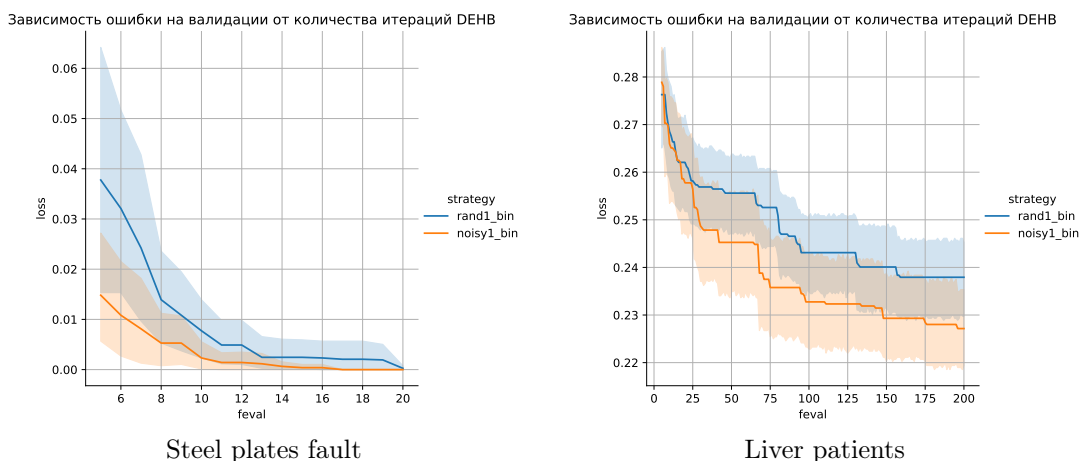 Зависимость ошибки на валидации от количества итераций DEHB
0.06
0.05
0.04
0.03
0.02
0.01
0.00
loss
6 8 10 12 14 16 18 20
feval
strategy
rand1_bin
noisy1_bin
Steel plates fault
Зависимость ошибки на валидации от количества итераций DEHB
0.28
0.27
0.26
0.25
0.24
0.23
0.22
loss
0 25 50 75 100 125 150 175 200
feval
strategy
rand1_bin
noisy1_bin
Liver patients